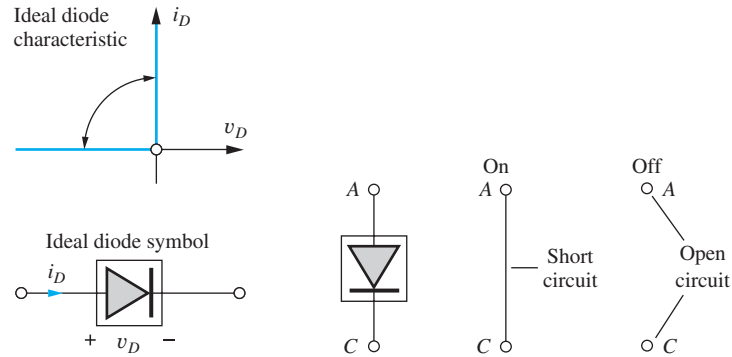 Ideal diode
characteristic
i_D
v_D
Ideal diode symbol
i_D
+ v_D −
A
C
On
A
Short
circuit
C
Off
A
Open
circuit
C